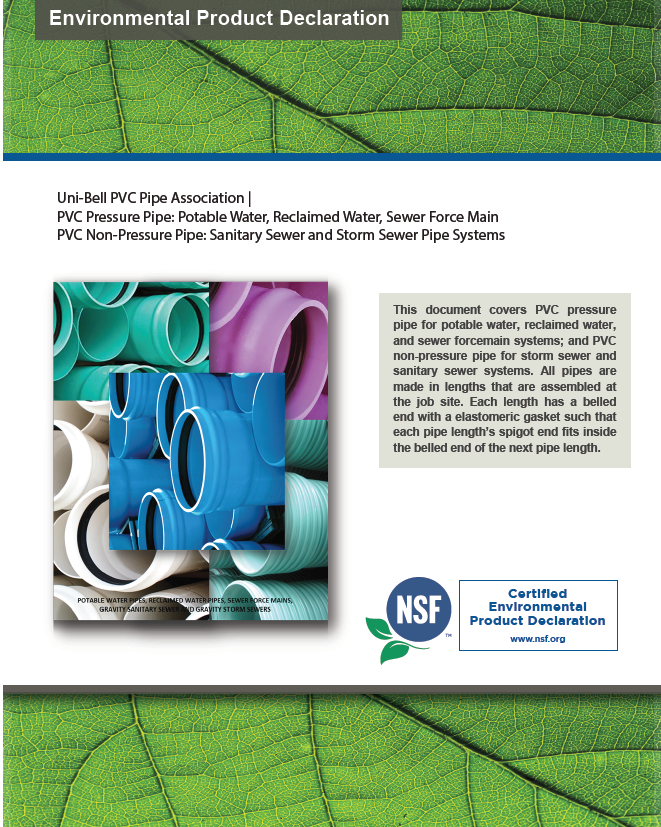 Environmental Product Declaration
Uni-Bell PVC Pipe Association |
PVC Pressure Pipe: Potable Water, Reclaimed Water, Sewer Force Main
PVC Non-Pressure Pipe: Sanitary Sewer and Storm Sewer Pipe Systems
This document covers PVC pressure
pipe for potable water, reclaimed water,
and sewer forcemain systems; and PVC
non-pressure pipe for storm sewer and
sanitary sewer systems. All pipes are
made in lengths that are assembled at
the job site. Each length has a belled
end with a elastomeric gasket such that
each pipe length's spigot end fits inside
the belled end of the next pipe length.
POTABLE WATER PIPES, RECLAIMED WATER PIPES, SEWER FORCE MAINS,
GRAVITY SANITARY SEWER AND GRAVITY STORM SEWERS
NSF
TM
Certified
Environmental
Product Declaration
www.nsf.org